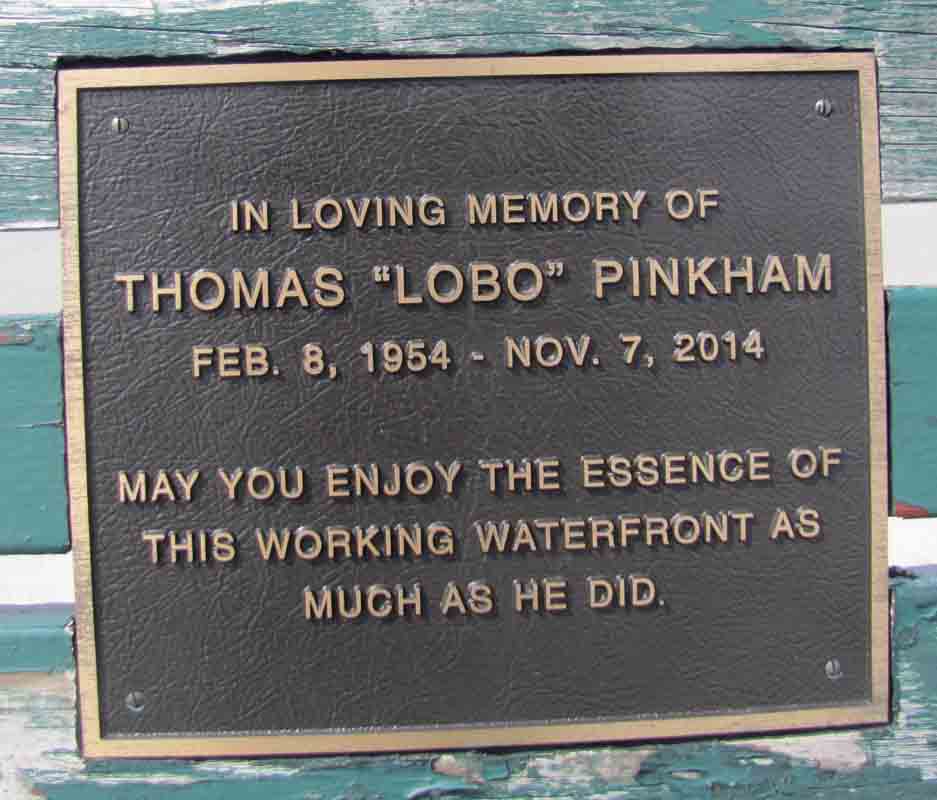 IN LOVING MEMORY OF
THOMAS “LOBO” PINKHAM
FEB. 8, 1954 - NOV. 7, 2014
MAY YOU ENJOY THE ESSENCE OF
THIS WORKING WATERFRONT AS
MUCH AS HE DID.